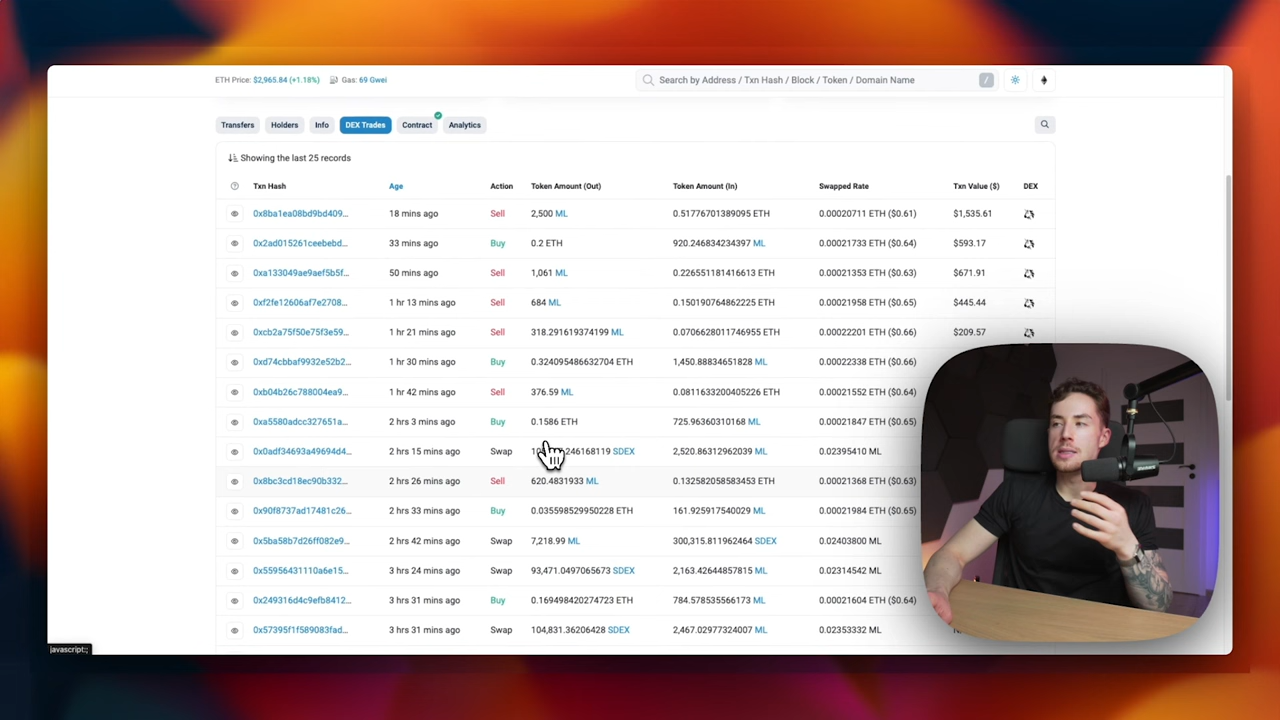 ETH Price: $2,965.84 (+1.18%) Gas: 69 Gwei Search by Address / Txn Hash / Block / Token / Domain Name /
Transfers Holders Info DEX Trades Contract Analytics
Showing the last 25 records
Txn Hash Age Action Token Amount (Out) Token Amount (In) Swapped Rate Txn Value ($) DEX
0x8ba1ea08bd9bd409... 18 mins ago Sell 2,500 ML 0.51776701389095 ETH 0.00020711 ETH ($0.61) $1,535.61
0x2ad015261ceebebd... 33 mins ago Buy 0.2 ETH 920.246834234397 ML 0.00021733 ETH ($0.64) $593.17
0xa133049ae9aef5b5f... 50 mins ago Sell 1,061 ML 0.226551181416613 ETH 0.00021353 ETH ($0.63) $671.91
0xf2fe12606af7e2708... 1 hr 13 mins ago Sell 684 ML 0.150190764862225 ETH 0.00021958 ETH ($0.65) $445.44
0xcb2a75f50e75f3e59... 1 hr 21 mins ago Sell 318.291619374199 ML 0.0706628011746955 ETH 0.00022201 ETH ($0.66) $209.57
0xd74cbbaf9932e52b2... 1 hr 30 mins ago Buy 0.324095486632704 ETH 1,450.88834651828 ML 0.00022338 ETH ($0.66)
0xb04b26c788004ea9... 1 hr 42 mins ago Sell 376.59 ML 0.0811633200405226 ETH 0.00021552 ETH ($0.64)
0xa5580adcc327651a... 2 hrs 3 mins ago Buy 0.1586 ETH 725.96360310168 ML 0.00021847 ETH ($0.65)
0x0adf34693a49694d4... 2 hrs 15 mins ago Swap SDEX 2,520.86312962039 ML 0.02395410 ML
0x8bc3cd18ec90b332... 2 hrs 26 mins ago Sell 620.4831933 ML 0.132582058583453 ETH 0.00021368 ETH ($0.63)
0x90f8737ad17481c26... 2 hrs 33 mins ago Buy 0.035598529950228 ETH 161.925917540029 ML 0.00021984 ETH ($0.65)
0x5ba58b7d26ff082e9... 2 hrs 42 mins ago Swap 7,218.99 ML 300,315.811962464 SDEX 0.02403800 ML
0x55956431110a6e15... 3 hrs 24 mins ago Swap 93,471.0497065673 SDEX 2,163.42644857815 ML 0.02314542 ML
0x249316d4c9efb8412... 3 hrs 31 mins ago Buy 0.169498420274723 ETH 784.578535566173 ML 0.00021604 ETH ($0.64)
0x57395f1f589083fad... 3 hrs 31 mins ago Swap 104,831.36206428 SDEX 2,467.02977324007 ML 0.02353332 ML
javascript:;